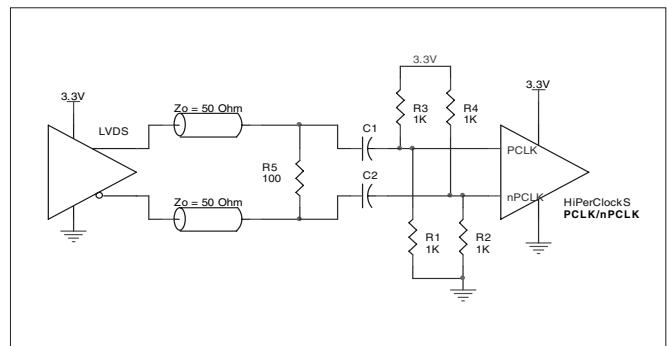 3.3V
3.3V
3.3V
LVDS
Zo = 50 Ohm
R3
1K
R4
1K
C1
PCLK
R5
100
C2
nPCLK
Zo = 50 Ohm
HiPerClockS
PCLK/nPCLK
R1
1K
R2
1K